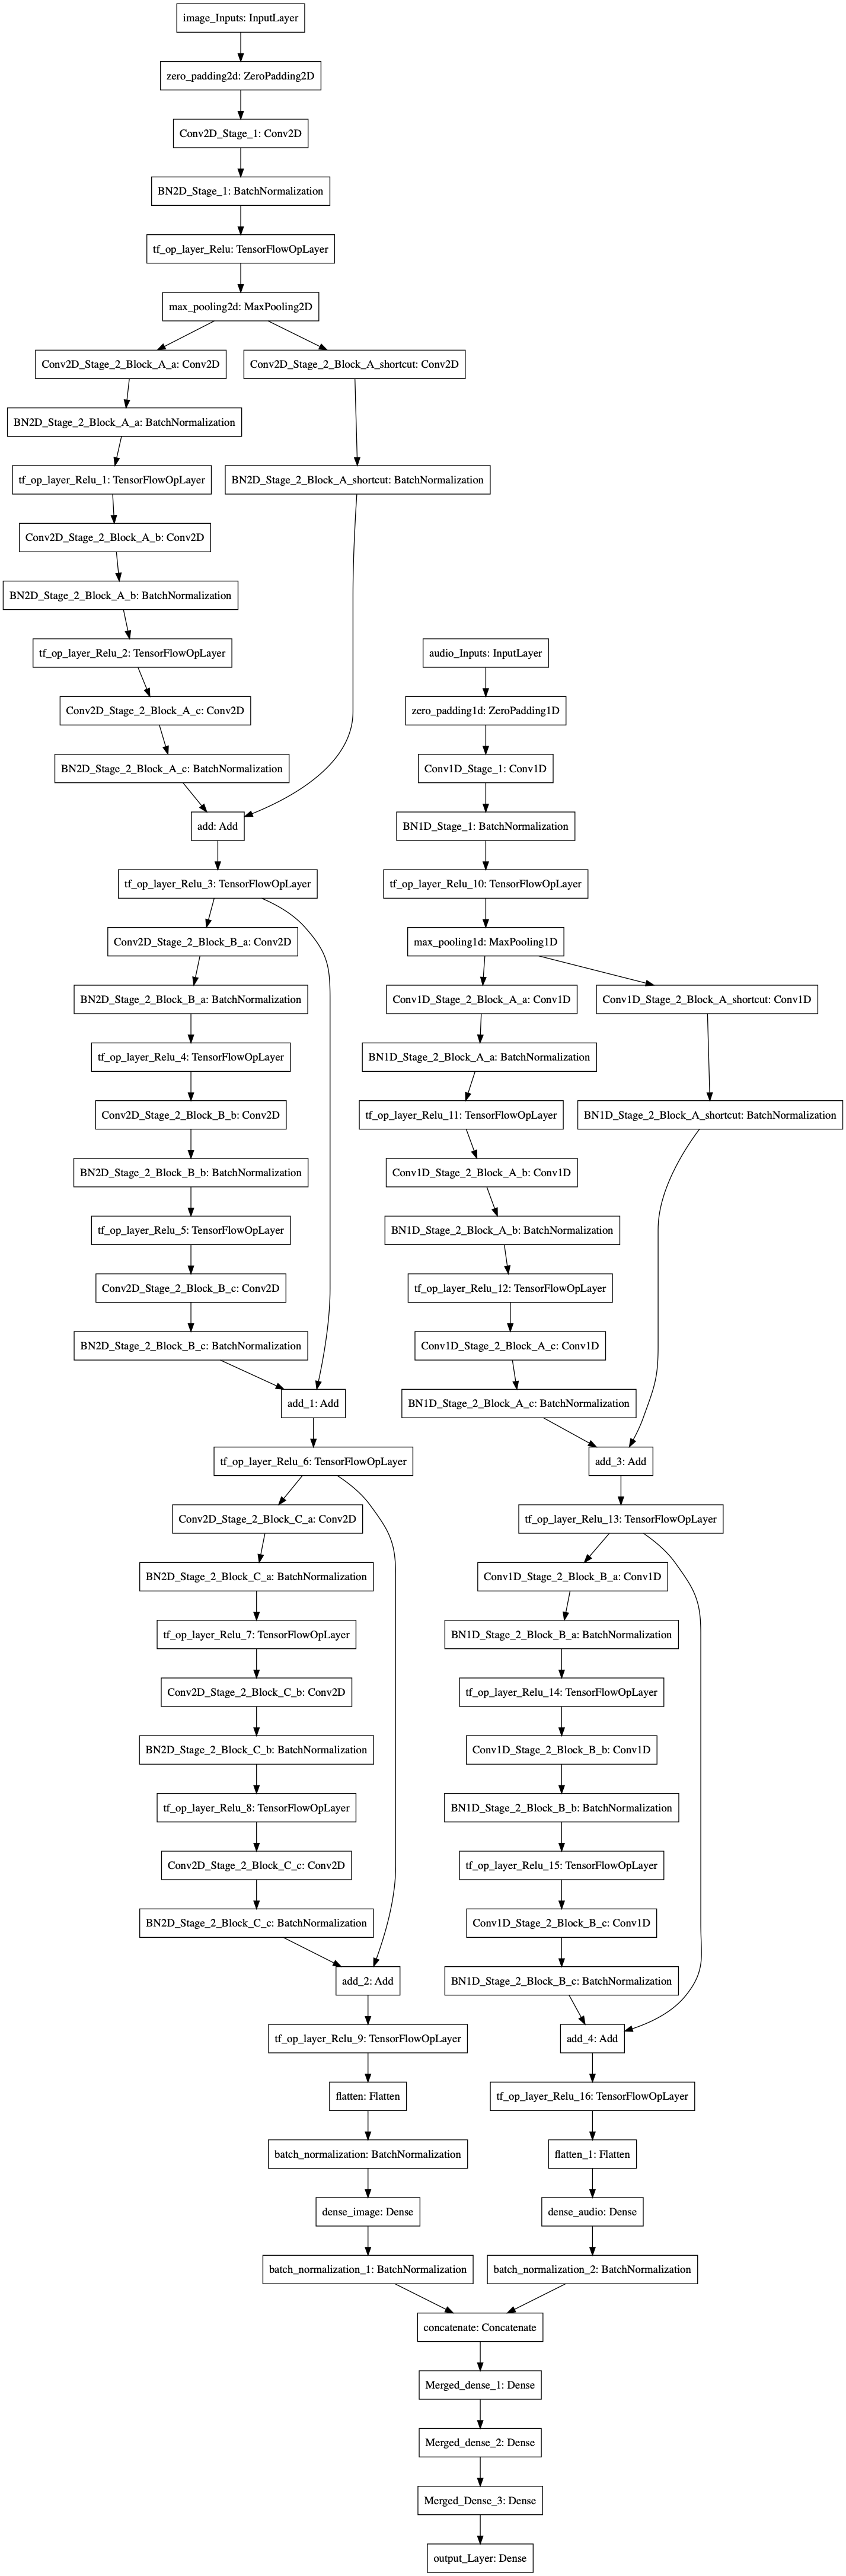 image_Inputs: InputLayer
zero_padding2d: ZeroPadding2D
Conv2D_Stage_1: Conv2D
BN2D_Stage_1: BatchNormalization
tf_op_layer_Relu: TensorFlowOpLayer
max_pooling2d: MaxPooling2D
Conv2D_Stage_2_Block_A_a: Conv2D
Conv2D_Stage_2_Block_A_shortcut: Conv2D
BN2D_Stage_2_Block_A_a: BatchNormalization
tf_op_layer_Relu_1: TensorFlowOpLayer
BN2D_Stage_2_Block_A_shortcut: BatchNormalization
Conv2D_Stage_2_Block_A_b: Conv2D
BN2D_Stage_2_Block_A_b: BatchNormalization
tf_op_layer_Relu_2: TensorFlowOpLayer
audio_Inputs: InputLayer
Conv2D_Stage_2_Block_A_c: Conv2D
zero_padding1d: ZeroPadding1D
BN2D_Stage_2_Block_A_c: BatchNormalization
Conv1D_Stage_1: Conv1D
add: Add
BN1D_Stage_1: BatchNormalization
tf_op_layer_Relu_3: TensorFlowOpLayer
tf_op_layer_Relu_10: TensorFlowOpLayer
Conv2D_Stage_2_Block_B_a: Conv2D
max_pooling1d: MaxPooling1D
BN2D_Stage_2_Block_B_a: BatchNormalization
Conv1D_Stage_2_Block_A_a: Conv1D
Conv1D_Stage_2_Block_A_shortcut: Conv1D
tf_op_layer_Relu_4: TensorFlowOpLayer
BN1D_Stage_2_Block_A_a: BatchNormalization
Conv2D_Stage_2_Block_B_b: Conv2D
tf_op_layer_Relu_11: TensorFlowOpLayer
BN1D_Stage_2_Block_A_shortcut: BatchNormalization
BN2D_Stage_2_Block_B_b: BatchNormalization
Conv1D_Stage_2_Block_A_b: Conv1D
tf_op_layer_Relu_5: TensorFlowOpLayer
BN1D_Stage_2_Block_A_b: BatchNormalization
Conv2D_Stage_2_Block_B_c: Conv2D
tf_op_layer_Relu_12: TensorFlowOpLayer
BN2D_Stage_2_Block_B_c: BatchNormalization
Conv1D_Stage_2_Block_A_c: Conv1D
add_1: Add
BN1D_Stage_2_Block_A_c: BatchNormalization
tf_op_layer_Relu_6: TensorFlowOpLayer
add_3: Add
Conv2D_Stage_2_Block_C_a: Conv2D
tf_op_layer_Relu_13: TensorFlowOpLayer
BN2D_Stage_2_Block_C_a: BatchNormalization
Conv1D_Stage_2_Block_B_a: Conv1D
tf_op_layer_Relu_7: TensorFlowOpLayer
BN1D_Stage_2_Block_B_a: BatchNormalization
Conv2D_Stage_2_Block_C_b: Conv2D
tf_op_layer_Relu_14: TensorFlowOpLayer
BN2D_Stage_2_Block_C_b: BatchNormalization
Conv1D_Stage_2_Block_B_b: Conv1D
tf_op_layer_Relu_8: TensorFlowOpLayer
BN1D_Stage_2_Block_B_b: BatchNormalization
Conv2D_Stage_2_Block_C_c: Conv2D
tf_op_layer_Relu_15: TensorFlowOpLayer
BN2D_Stage_2_Block_C_c: BatchNormalization
Conv1D_Stage_2_Block_B_c: Conv1D
add_2: Add
BN1D_Stage_2_Block_B_c: BatchNormalization
tf_op_layer_Relu_9: TensorFlowOpLayer
add_4: Add
flatten: Flatten
tf_op_layer_Relu_16: TensorFlowOpLayer
batch_normalization: BatchNormalization
flatten_1: Flatten
dense_image: Dense
dense_audio: Dense
batch_normalization_1: BatchNormalization
batch_normalization_2: BatchNormalization
concatenate: Concatenate
Merged_dense_1: Dense
Merged_dense_2: Dense
Merged_Dense_3: Dense
output_Layer: Dense